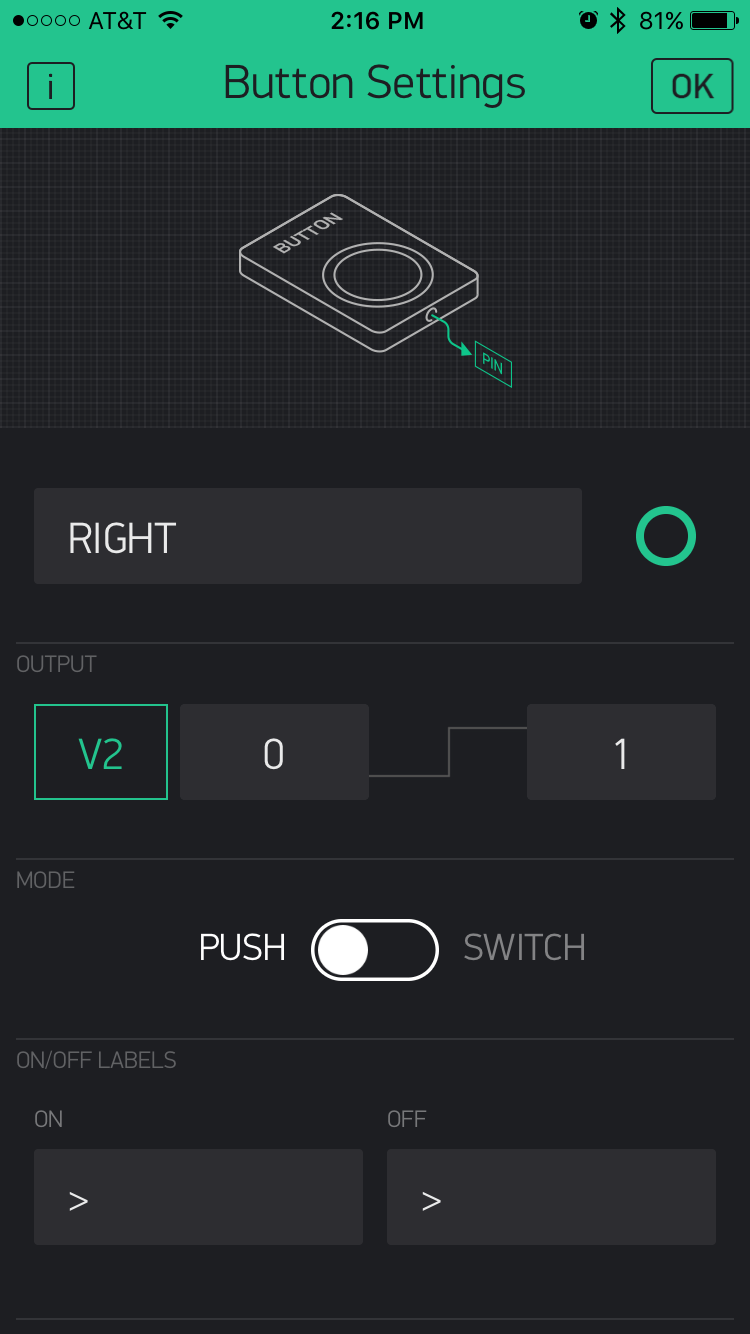 AT&T 2:16 PM 81%
i Button Settings OK
BUTTON
PIN
RIGHT
OUTPUT
V2 0 1
MODE
PUSH SWITCH
ON/OFF LABELS
ON OFF
> >